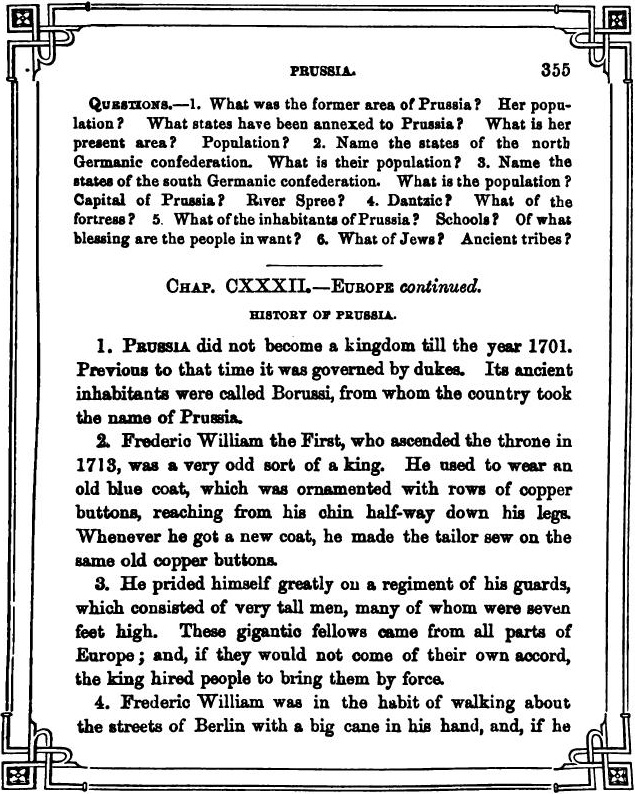 PRUSSIA.
355
QUESTIONS.—1. What was the former area of Prussia? Her popu-
lation? What states have been annexed to Prussia? What is her
present area? Population? 2. Name the states of the north
Germanic confederation. What is their population? 3. Name the
states of the south Germanic confederation. What is the population?
Capital of Prussia? River Spree? 4. Dantzic? What of the
fortress? 5. What of the inhabitants of Prussia? Schools? Of what
blessing are the people in want? 6. What of Jews? Ancient tribes?
CHAP. CXXXII.—EUROPE continued.
HISTORY OF PRUSSIA.
1. PRUSSIA did not become a kingdom till the year 1701.
Previous to that time it was governed by dukes. Its ancient
inhabitants were called Borussi, from whom the country took
the name of Prussia.
2. Frederic William the First, who ascended the throne in
1713, was a very odd sort of a king. He used to wear an
old blue coat, which was ornamented with rows of copper
buttons, reaching from his chin half-way down his legs.
Whenever he got a new coat, he made the tailor sew on the
same old copper buttons.
3. He prided himself greatly on a regiment of his guards,
which consisted of very tall men, many of whom were seven
feet high. These gigantic fellows came from all parts of
Europe; and, if they would not come of their own accord,
the king hired people to bring them by force.
4. Frederic William was in the habit of walking about
the streets of Berlin with a big cane in his hand, and, if he